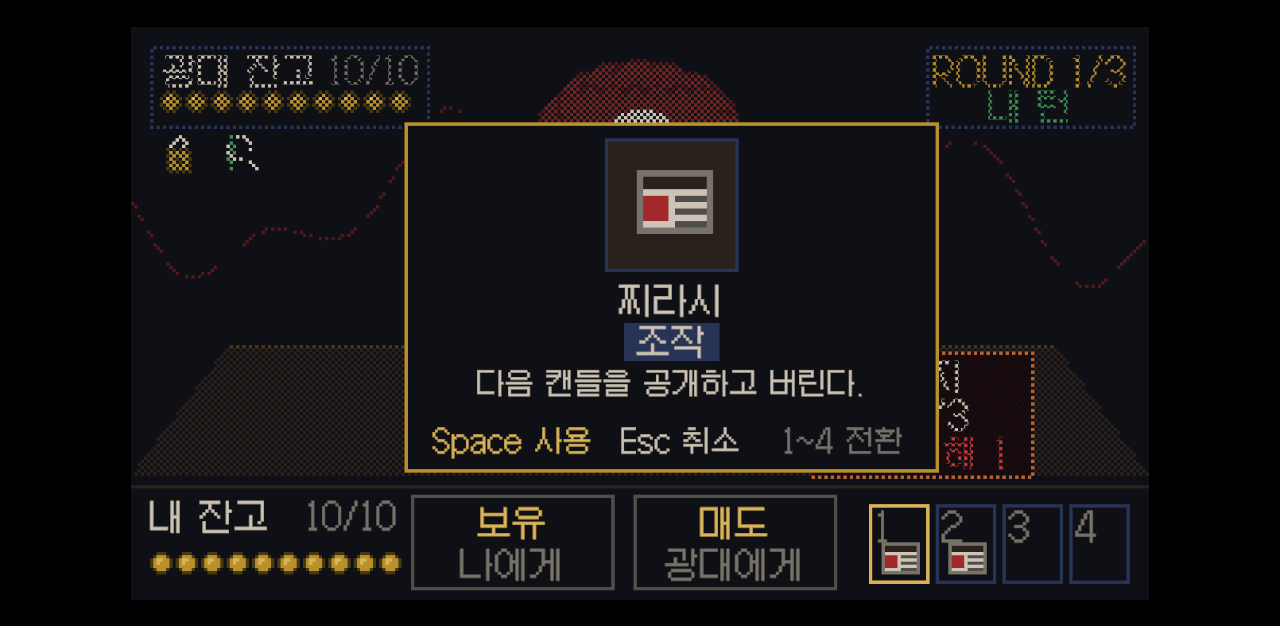 광대 잔고 10/10
ROUND 1/3
내 턴
찌라시
조작
다음 캔들을 공개하고 버린다.
Space 사용 Esc 취소 1~4 전환
3
1
내 잔고 10/10
보유
나에게
매도
광대에게
1 2 3 4